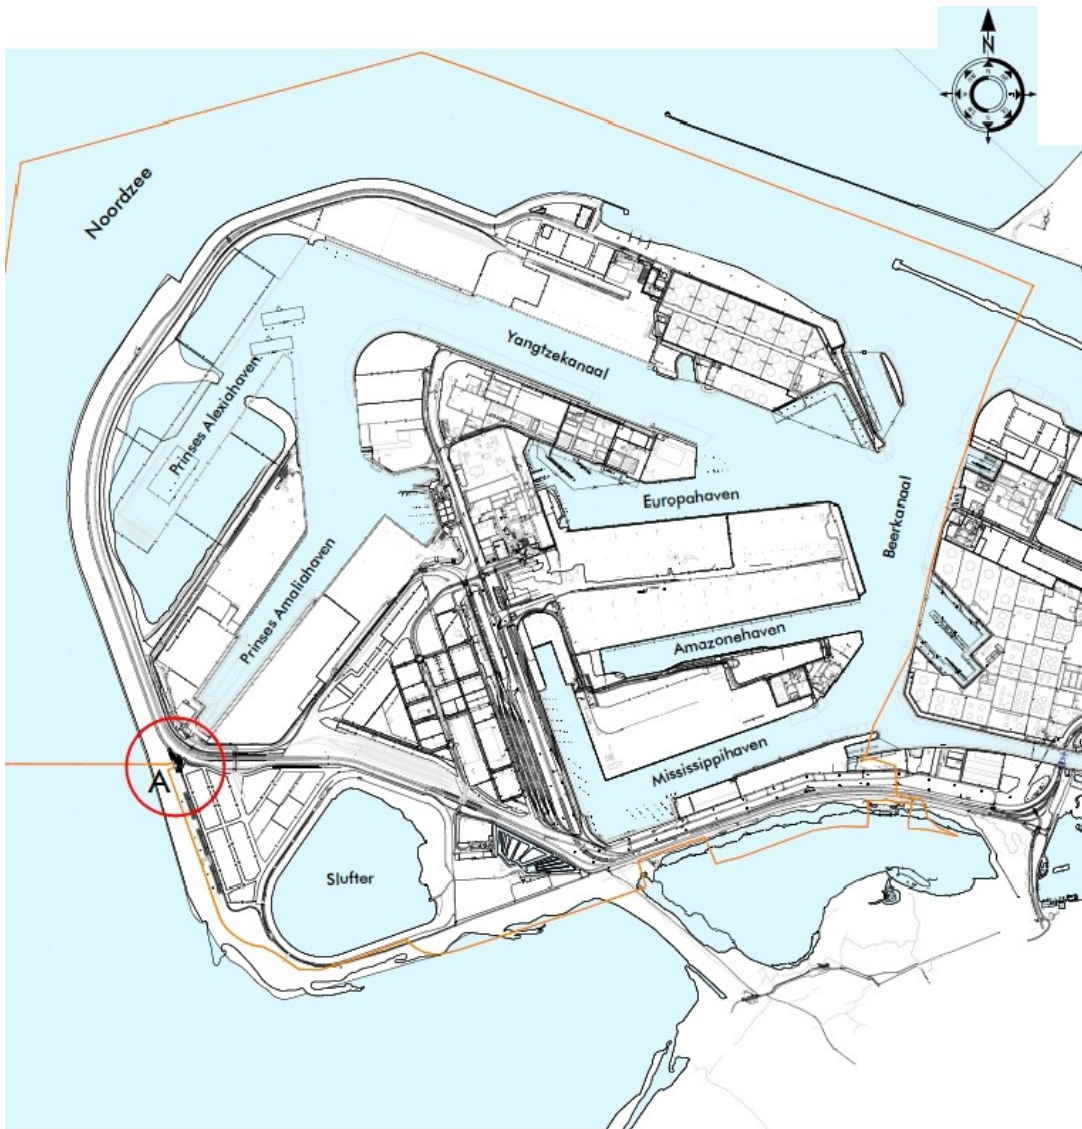 N
Noordzee
Yangtzekanaal
Prinses Alexiahaven
Europahaven
Beerkanaal
Prinses Amaliahaven
Amazonehaven
Mississippihaven
A
Slufter